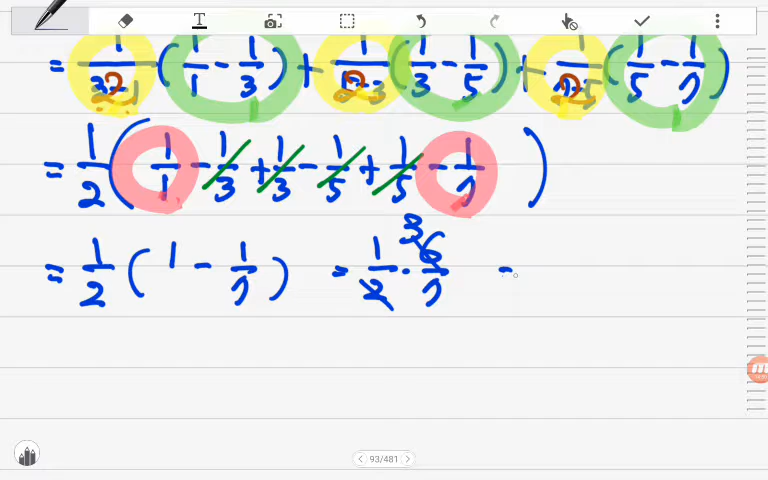 = 1/2 (1/1 - 1/3) + 1/2 (1/3 - 1/5) + 1/2 (1/5 - 1/7)
= 1/2 ( 1/1 - 1/3 + 1/3 - 1/5 + 1/5 - 1/7 )
= 1/2 ( 1 - 1/7 ) = 1/2 · 6/7 3 =
93/481